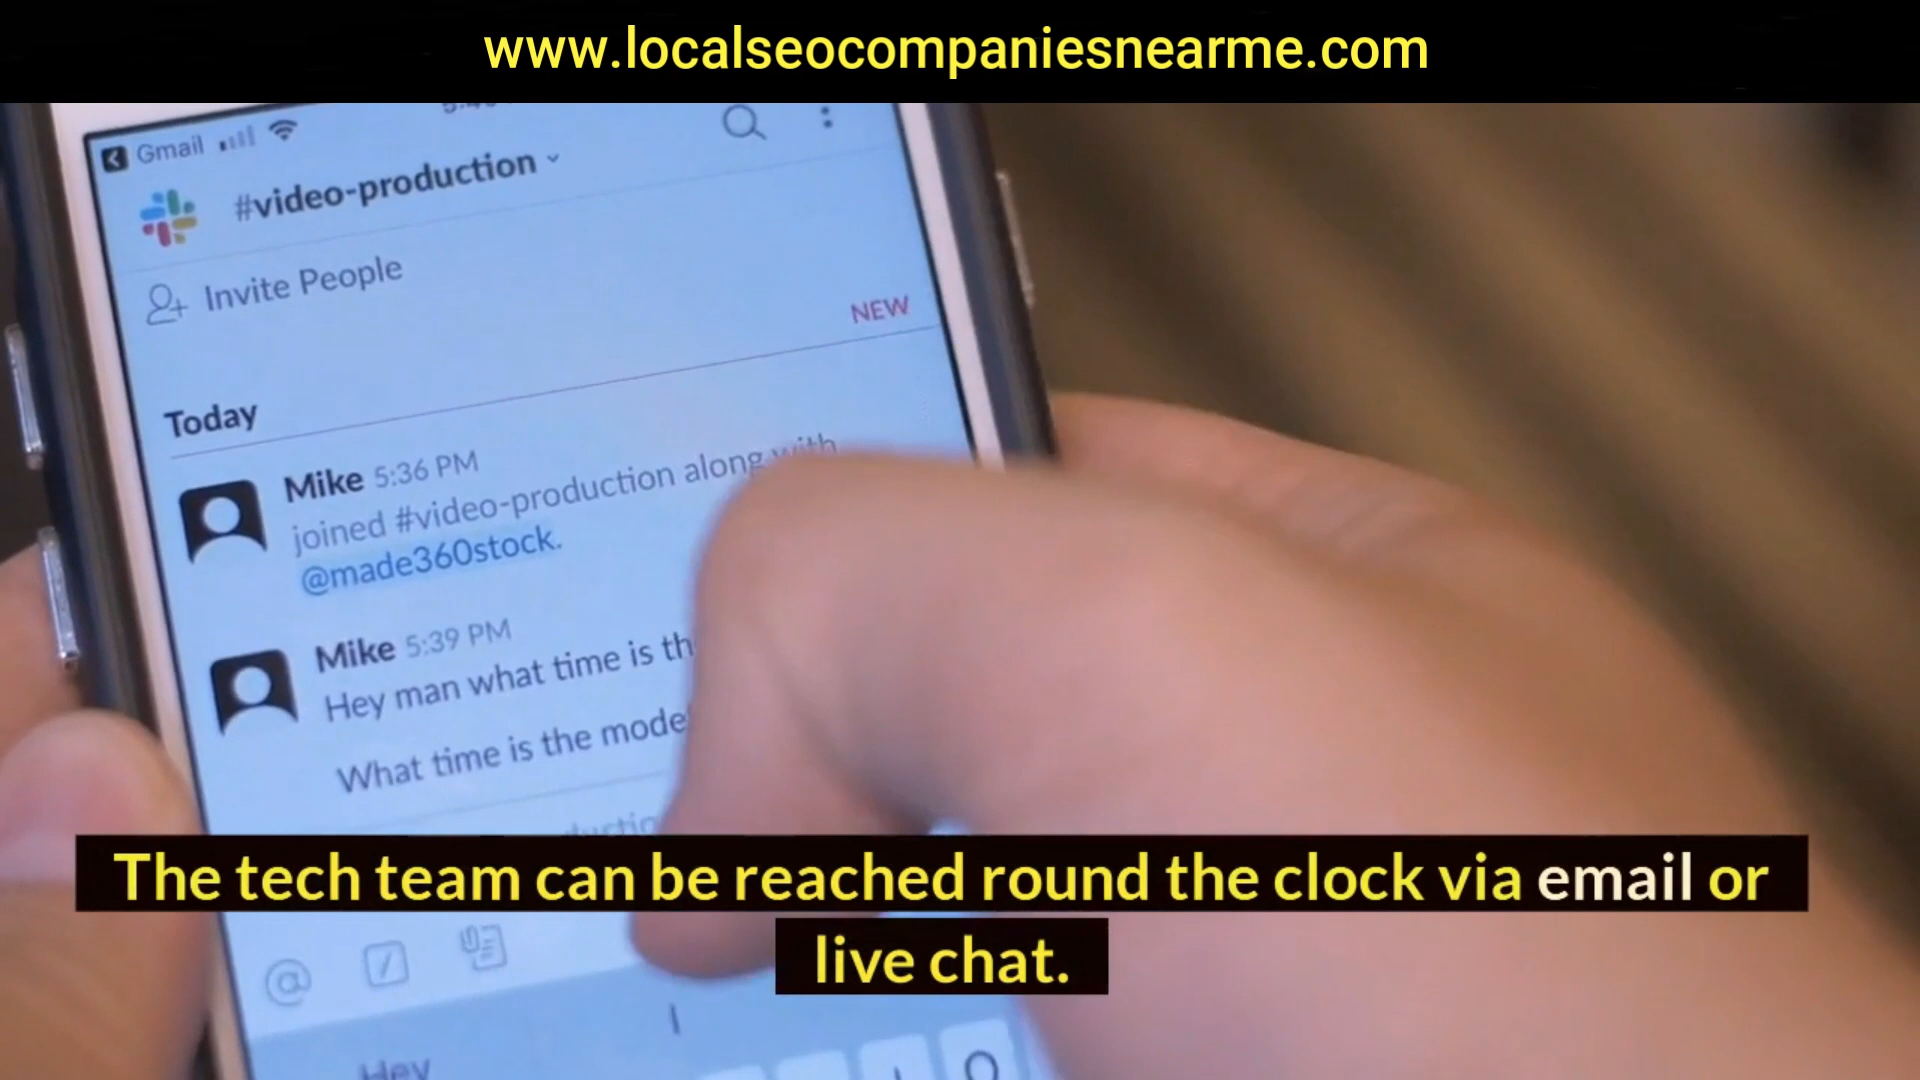 www.localseocompaniesnearme.com
Gmail
#video-production
Invite People
NEW
Today
Mike 5:36 PM
joined #video-production along with
@made360stock.
Mike 5:39 PM
Hey man what time is
What time is the
The tech team can be reached round the clock via email or
live chat.
Hey
I
O